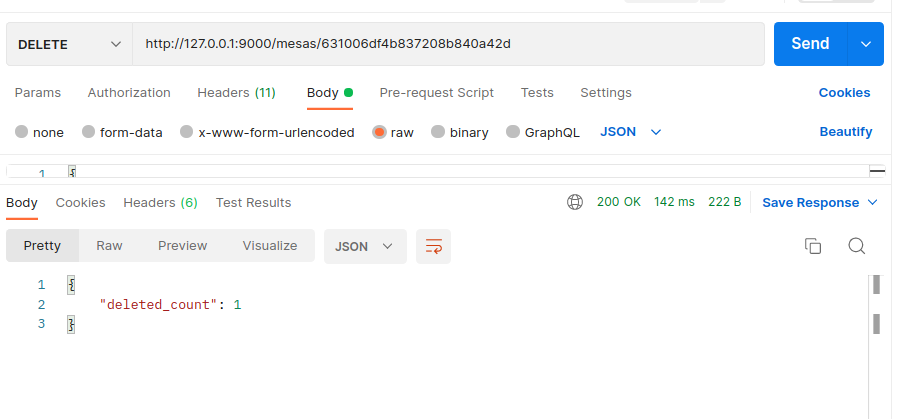 DELETE http://127.0.0.1:9000/mesas/631006df4b837208b840a42d Send
Params Authorization Headers (11) Body Pre-request Script Tests Settings Cookies
none form-data x-www-form-urlencoded raw binary GraphQL JSON Beautify
1 {
Body Cookies Headers (6) Test Results 200 OK 142 ms 222 B Save Response
Pretty Raw Preview Visualize JSON
1 {
2 "deleted_count": 1
3 }